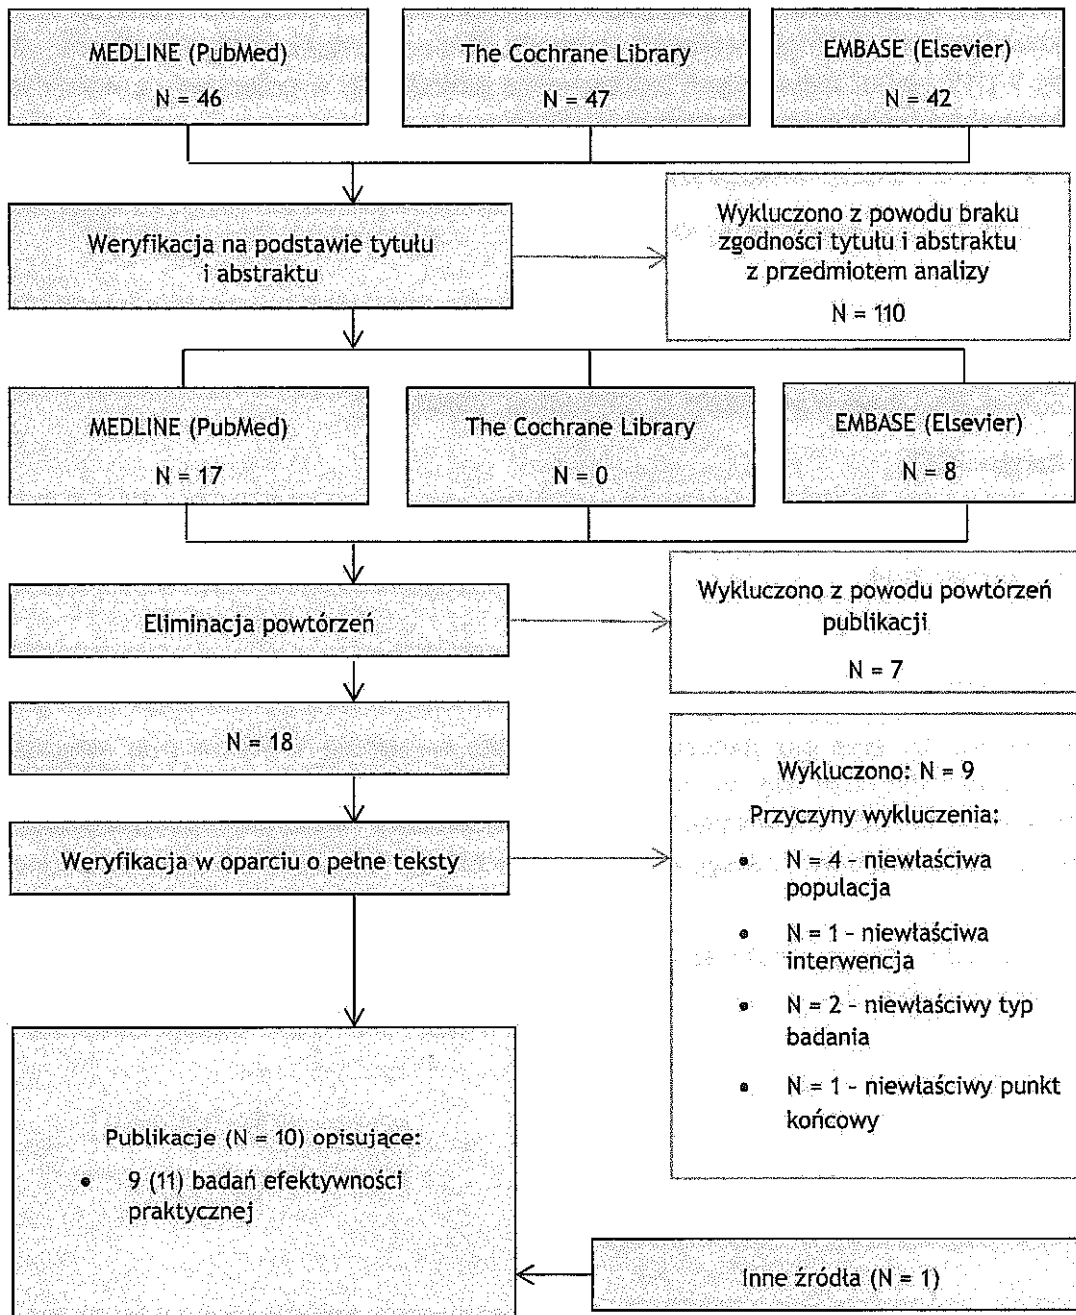 MEDLINE (PubMed)
N = 46
The Cochrane Library
N = 47
EMBASE (Elsevier)
N = 42
Weryfikacja na podstawie tytułu
i abstraktu
Wykluczono z powodu braku
zgodności tytułu i abstraktu
z przedmiotem analizy
N = 110
MEDLINE (PubMed)
N = 17
The Cochrane Library
N = 0
EMBASE (Elsevier)
N = 8
Eliminacja powtórzeń
Wykluczono z powodu powtórzeń
publikacji
N = 7
N = 18
Weryfikacja w oparciu o pełne teksty
Wykluczono: N = 9
Przyczyny wykluczenia:
• N = 4 - niewłaściwa
populacja
• N = 1 - niewłaściwa
interwencja
• N = 2 - niewłaściwy typ
badania
• N = 1 - niewłaściwy punkt
końcowy
Publikacje (N = 10) opisujące:
• 9 (11) badań efektywności
praktycznej
Inne źródła (N = 1)